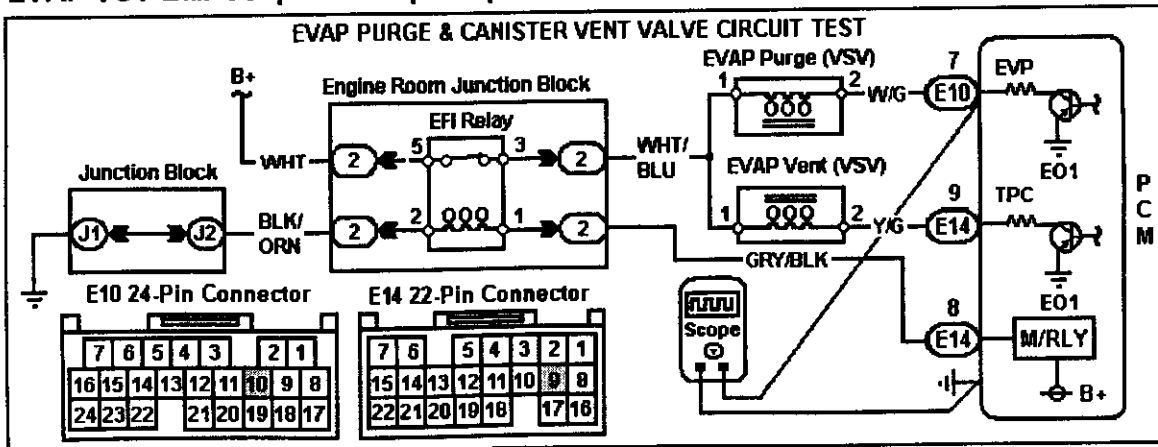 EVAP PURGE & CANISTER VENT VALVE CIRCUIT TEST
EVAP Purge (VSV)
7
EVP
B+
Engine Room Junction Block
1
2
W/G
E10
EFI Relay
5
3
2
WHT
2
WHT/
BLU
EO1
Junction Block
EVAP Vent (VSV)
9
TPC
P
C
M
J1
J2
BLK/
ORN
2
2
1
2
1
2
Y/G
E14
GRY/BLK
EO1
E10 24-Pin Connector
E14 22-Pin Connector
Scope
8
E14
M/RLY
B+
7 6 5 4 3 2 1
16 15 14 13 12 11 10 9 8
24 23 22 21 20 19 18 17
7 6 5 4 3 2 1
15 14 13 12 11 10 9 8
22 21 20 19 18 17 16